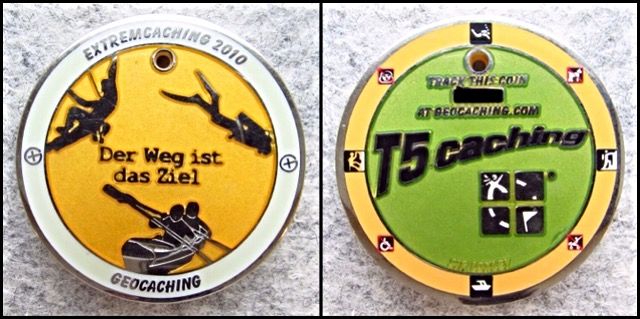 EXTREMCACHING 2010
Der Weg ist
das Ziel
GEOCACHING
TRACK THIS COIN
AT GEOCACHING.COM
T5 caching
®